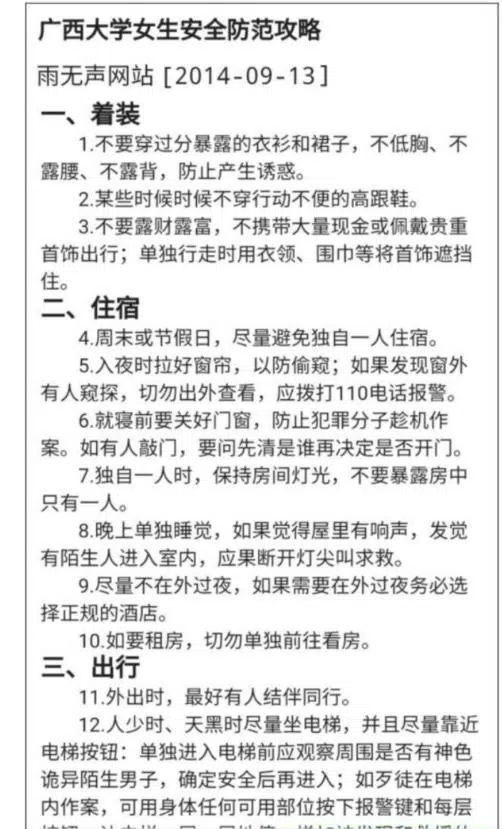 广西大学女生安全防范攻略
雨无声网站 [2014-09-13]
一、着装
1.不要穿过分暴露的衣衫和裙子，不低胸、不
露腰、不露背，防止产生诱惑。
2.某些时候时候不穿行动不便的高跟鞋。
3.不要露财露富，不携带大量现金或佩戴贵重
首饰出行；单独行走时用衣领、围巾等将首饰遮挡
住。
二、住宿
4.周末或节假日，尽量避免独自一人住宿。
5.入夜时拉好窗帘，以防偷窥；如果发现窗外
有人窥探，切勿出外查看，应拨打110电话报警。
6.就寝前要关好门窗，防止犯罪分子趁机作
案。如有人敲门，要问先清是谁再决定是否开门。
7.独自一人时，保持房间灯光，不要暴露房中
只有一人。
8.晚上单独睡觉，如果觉得屋里有响声，发觉
有陌生人进入室内，应果断开灯尖叫求救。
9.尽量不在外过夜，如果需要在外过夜务必选
择正规的酒店。
10.如要租房，切勿单独前往看房。
三、出行
11.外出时，最好有人结伴同行。
12.人少时、天黑时尽量坐电梯，并且尽量靠近
电梯按钮：单独进入电梯前应观察周围是否有神色
诡异陌生男子，确定安全后再进入；如歹徒在电梯
内作案，可用身体任何可用部位按下报警键和每层